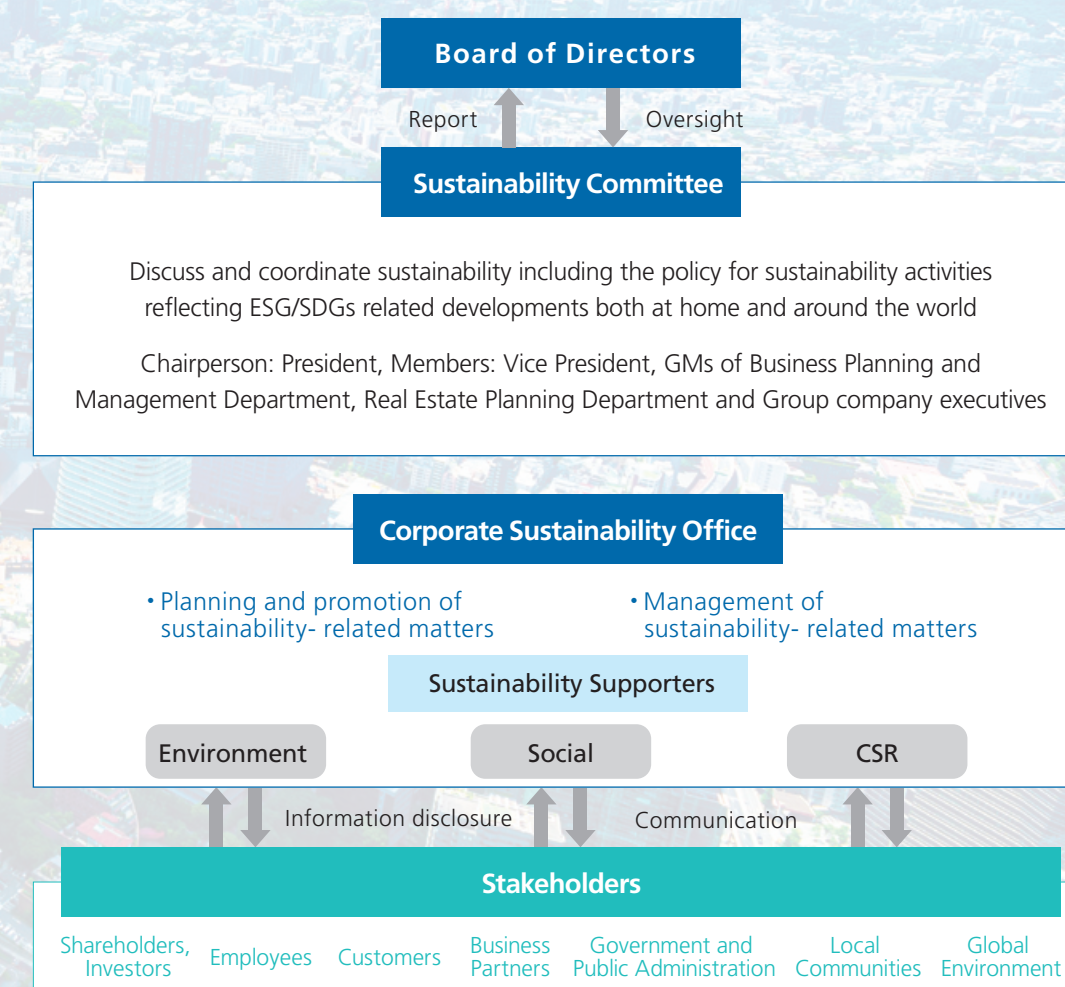 Board of Directors
Report
Oversight
Sustainability Committee
Discuss and coordinate sustainability including the policy for sustainability activities
reflecting ESG/SDGs related developments both at home and around the world
Chairperson: President, Members: Vice President, GMs of Business Planning and
Management Department, Real Estate Planning Department and Group company executives
Corporate Sustainability Office
• Planning and promotion of
sustainability- related matters
• Management of
sustainability- related matters
Sustainability Supporters
Environment
Social
CSR
Information disclosure
Communication
Stakeholders
Shareholders,
Investors
Employees
Customers
Business
Partners
Government and
Public Administration
Local
Communities
Global
Environment